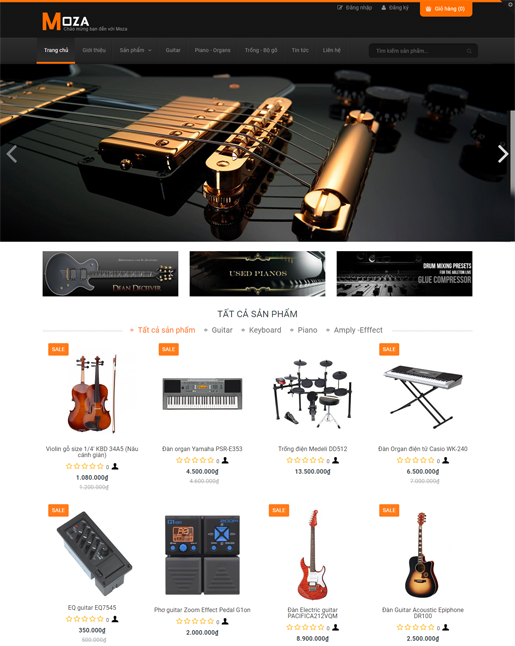 Đăng nhập Đăng ký Giỏ hàng (0)
MOZA
Chào mừng bạn đến với Moza
Trang chủ Giới thiệu Sản phẩm Guitar Piano - Organs Trống - Bộ gõ Tin tức Liên hệ Tìm kiếm sản phẩm...
DEAN DECEIVER
USED PIANOS
DRUM MIXING PRESETS
FOR THE ABLETON LIVE
GLUE COMPRESSOR
TẤT CẢ SẢN PHẨM
Tất cả sản phẩm Guitar Keyboard Piano Amply -Efffect
SALE SALE SALE
Violin gỗ size 1/4' KBD 34A5 (Nâu cánh gián)
0
1.080.000₫
1.200.000₫
Đàn organ Yamaha PSR-E353
0
4.500.000₫
4.600.000₫
Trống điện Medeli DD512
0
13.500.000₫
Đàn Organ điện tử Casio WK-240
0
6.500.000₫
7.000.000₫
SALE SALE SALE
G1on ZOOM
EQ guitar EQ7545
0
350.000₫
500.000₫
Phơ guitar Zoom Effect Pedal G1on
0
2.000.000₫
Đàn Electric guitar
PACIFICA212VQM
0
8.900.000₫
Đàn Guitar Acoustic Epiphone
DR100
0
2.500.000₫